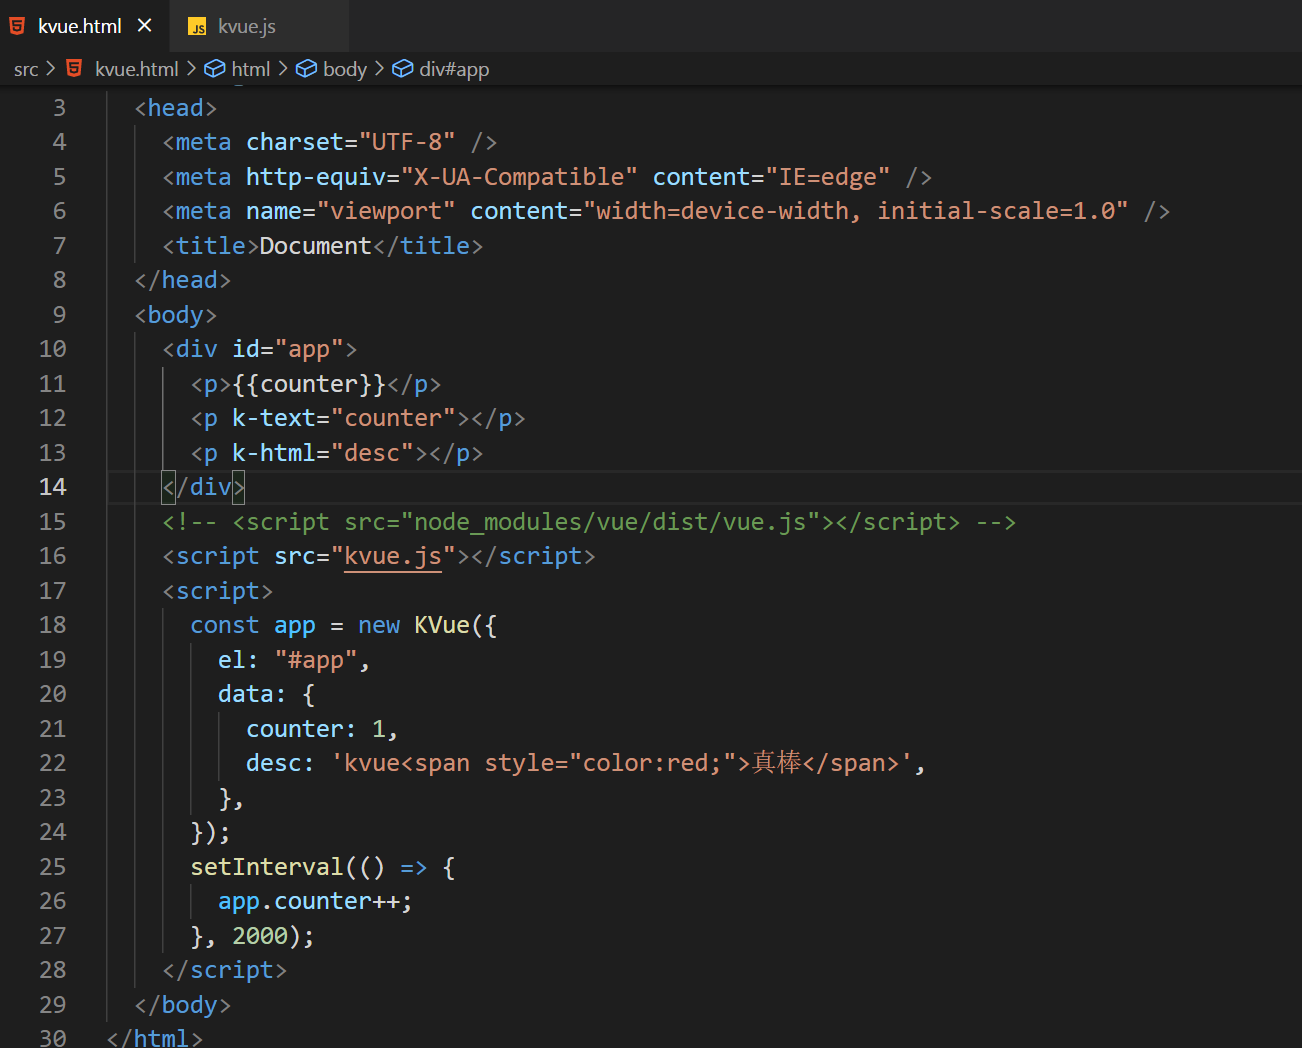 kvue.html
kvue.js
src > kvue.html > html > body > div#app
3 <head>
4 <meta charset="UTF-8" />
5 <meta http-equiv="X-UA-Compatible" content="IE=edge" />
6 <meta name="viewport" content="width=device-width, initial-scale=1.0" />
7 <title>Document</title>
8 </head>
9 <body>
10 <div id="app">
11 <p>{{counter}}</p>
12 <p k-text="counter"></p>
13 <p k-html="desc"></p>
14 </div>
15 <!-- <script src="node_modules/vue/dist/vue.js"></script> -->
16 <script src="kvue.js"></script>
17 <script>
18 const app = new KVue({
19 el: "#app",
20 data: {
21 counter: 1,
22 desc: 'kvue<span style="color:red;">真棒</span>',
23 },
24 });
25 setInterval(() => {
26 app.counter++;
27 }, 2000);
28 </script>
29 </body>
30 </html>